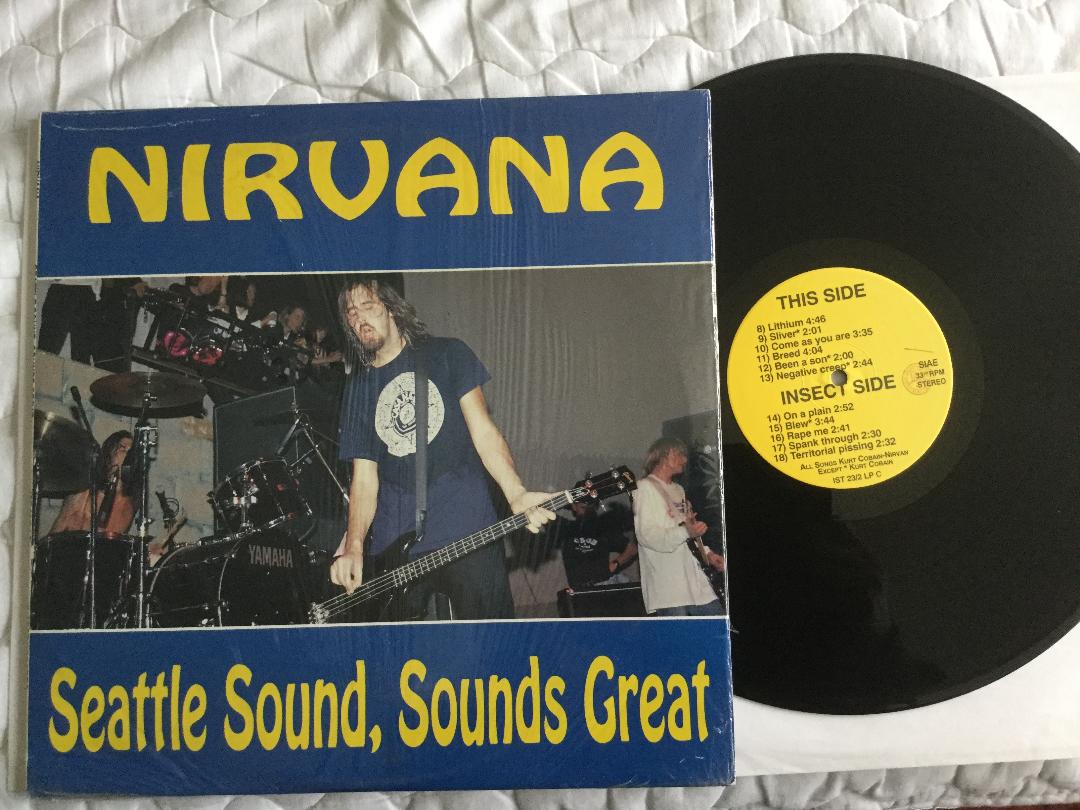 NIRVANA
YAMAHA
Seattle Sound, Sounds Great
THIS SIDE
8) Lithium 4:46
9) Sliver* 2:01
10) Come as you are 3:35
11) Breed 4:04
12) Been a son* 2:00
13) Negative creep* 2:44
SIAE
33 RPM
STEREO
INSECT SIDE
14) On a plain 2:52
15) Blew* 3:44
16) Rape me 2:41
17) Spank through 2:30
18) Territorial pissing 2:32
ALL SONGS KURT COBAIN-NIRVAN
EXCEPT * KURT COBAIN
IST 23/2 LP C